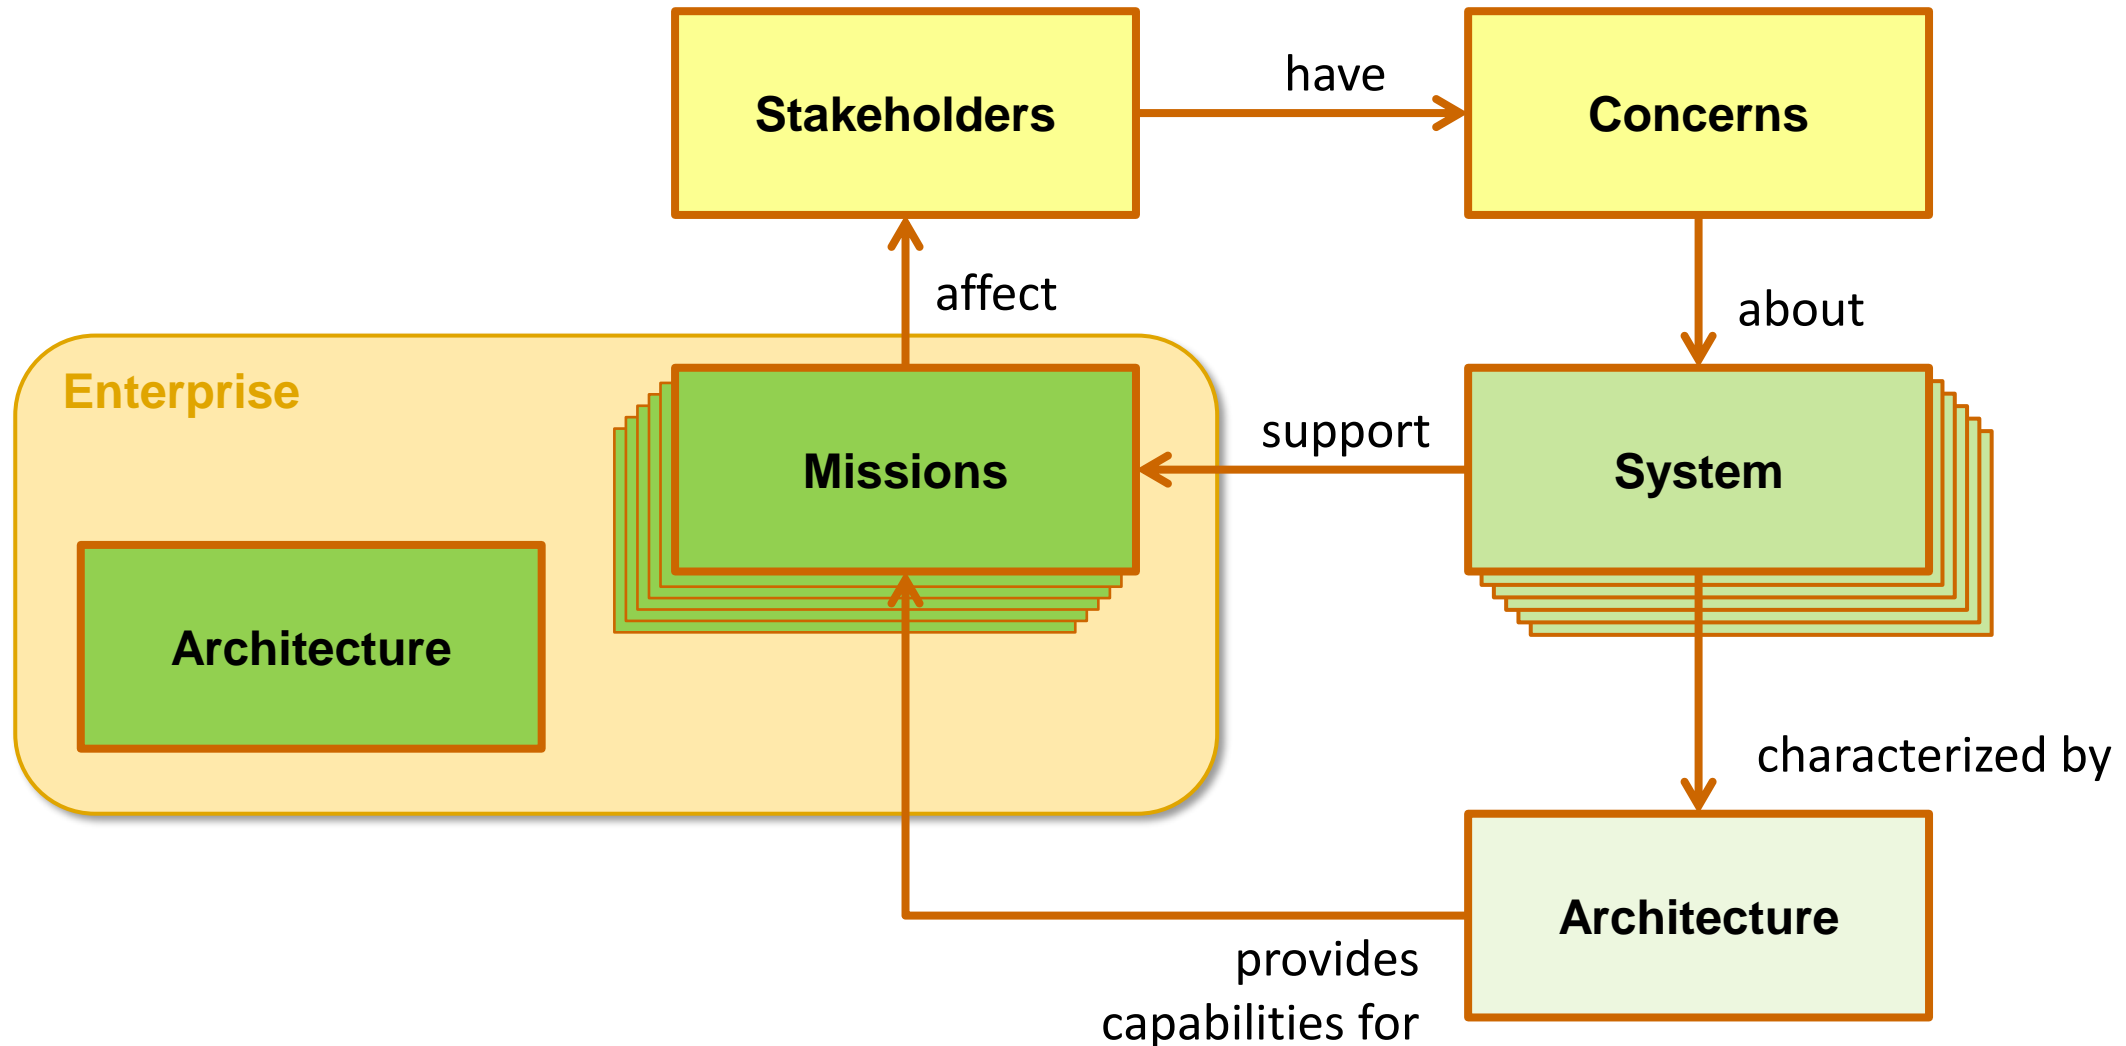 Stakeholders
have
Concerns
affect
about
Enterprise
Missions
support
System
Architecture
characterized by
Architecture
provides
capabilities for